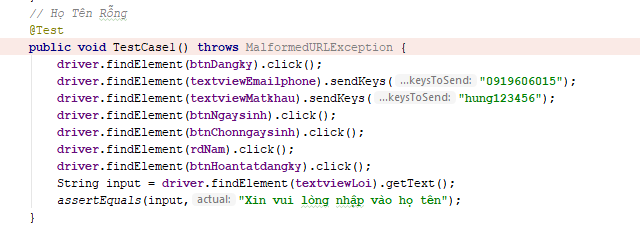 // Họ Tên Rỗng
@Test
public void TestCase1() throws MalformedURLException {
driver.findElement(btnDangky).click();
driver.findElement(textviewEmailphone).sendKeys( ...keysToSend: "0919606015");
driver.findElement(textviewMatkhau).sendKeys( ...keysToSend: "hung123456");
driver.findElement(btnNgaysinh).click();
driver.findElement(btnChonngaysinh).click();
driver.findElement(rdNam).click();
driver.findElement(btnHoantatdangky).click();
String input = driver.findElement(textviewLoi).getText();
assertEquals(input, actual: "Xin vui lòng nhập vào họ tên");
}